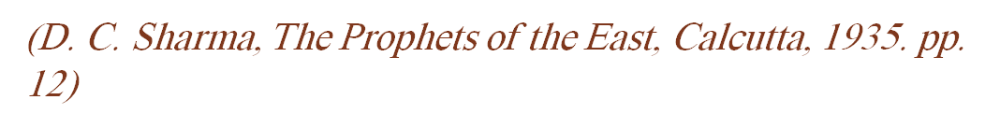 (D. C. Sharma, The Prophets of the East, Calcutta, 1935. pp.
12)